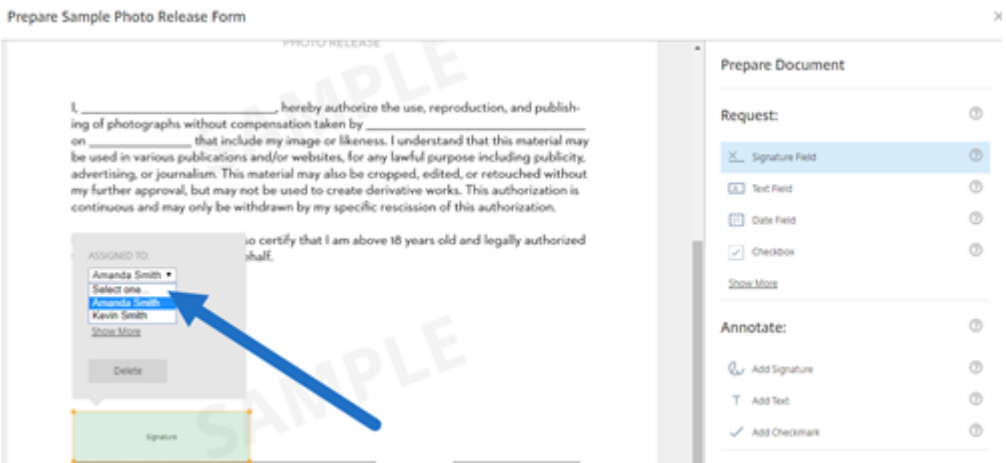 Prepare Sample Photo Release Form
PHOTO RELEASE
I, ____________________, hereby authorize the use, reproduction, and publish-
ing of photographs without compensation taken by ____________________
on ____________________ that include my image or likeness. I understand that this material may
be used in various publications and/or websites, for any lawful purpose including publicity,
advertising, or journalism. This material may also be cropped, edited, or retouched without
my further approval, but may not be used to create derivative works. This authorization is
continuous and may only be withdrawn by my specific rescission of this authorization.
so certify that I am above 18 years old and legally authorized
ehalf.
SAMPLE
ASSIGNED TO:
Amanda Smith
Select one...
Amanda Smith
Kevin Smith
Show More
Delete
SAMPLE
Signature
Prepare Document
Request:
Signature Field
Text Field
Date Field
Checkbox
Show More
Annotate:
Add Signature
Add Text
Add Checkmark